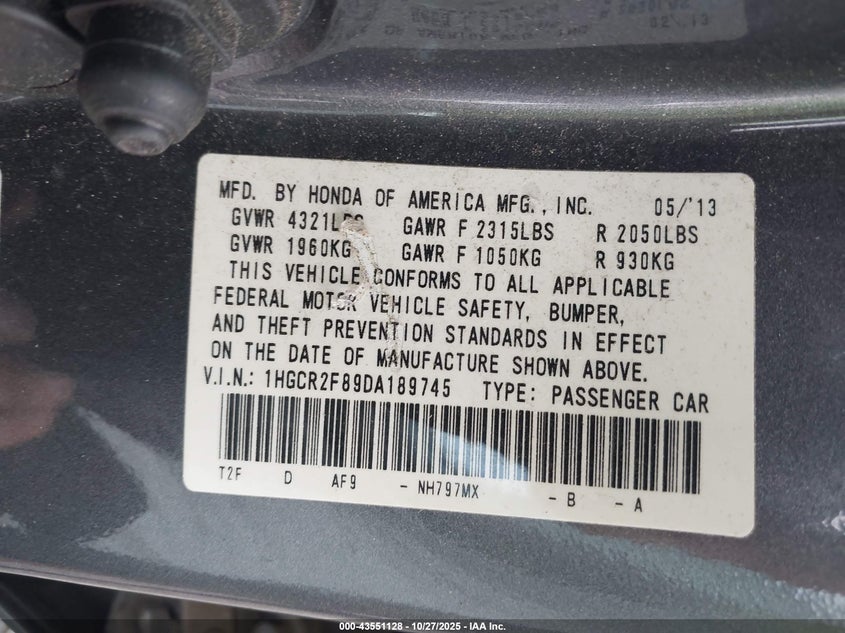 02 '13
MFD. BY HONDA OF AMERICA MFG., INC. 05/'13
GVWR 4321LBS GAWR F 2315LBS R 2050LBS
GVWR 1960KG GAWR F 1050KG R 930KG
THIS VEHICLE CONFORMS TO ALL APPLICABLE
FEDERAL MOTOR VEHICLE SAFETY, BUMPER,
AND THEFT PREVENTION STANDARDS IN EFFECT
ON THE DATE OF MANUFACTURE SHOWN ABOVE.
V.I.N.: 1HGCR2F89DA189745 TYPE: PASSENGER CAR
T2F D AF9 - NH797MX - B - A
000-43551128 - 10/27/2025 - IAA Inc.